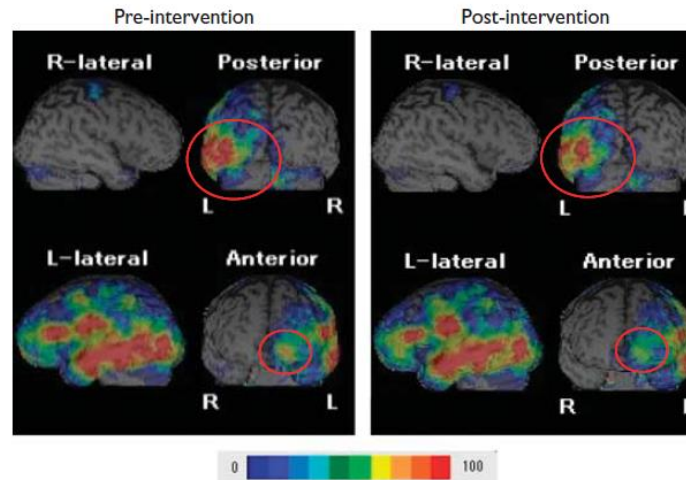 Pre-intervention
Post-intervention
R-lateral
Posterior
R-lateral
Posterior
L
R
L
L-lateral
Anterior
L-lateral
Anterior
R
L
R
0
100